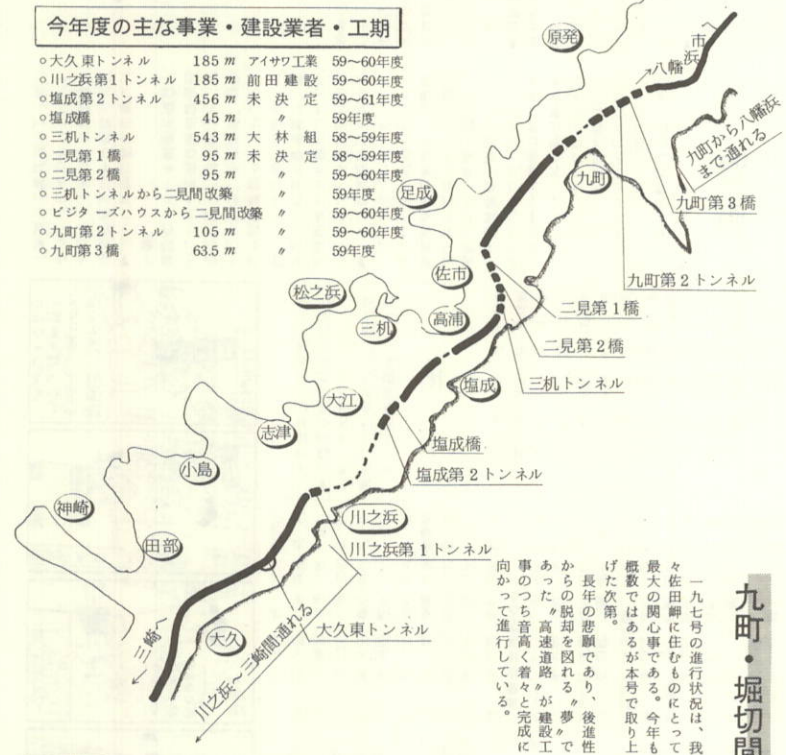 今年度の主な事業・建設業者・工期
○大久東トンネル 185m アイサワ工業 59～60年度
○川之浜第1トンネル 185m 前田建設 59～60年度
○塩成第2トンネル 456m 未決定 59～61年度
○塩成橋 45m 〃 59年度
○三机トンネル 543m 大林組 58～59年度
○二見第1橋 95m 未決定 58～59年度
○二見第2橋 95m 〃 59～60年度
○三机トンネルから二見間改築 〃 59年度
○ビジターズハウスから二見間改築 〃 59～60年度
○九町第2トンネル 105m 〃 59～60年度
○九町第3橋 63.5m 〃 59年度
原発
八幡浜市
九町から八幡浜
まで通れる
九町
九町第3橋
足成
九町第2トンネル
佐市
松之浜
二見第1橋
三机
高浦
二見第2橋
三机トンネル
塩成
大江
志津
塩成橋
塩成第2トンネル
小島
神崎
川之浜
田部
川之浜第1トンネル
大久東トンネル
大久
三崎へ
川之浜～三崎間通れる
九町・堀切間
一九七号の進行状況は、我
々佐田岬に住むものにとって
最大の関心事である。今年も
概数ではあるが本号で取り上
げた次第。
長年の悲願であり、後進性
からの脱却を図れる〝夢〟で
あった〝高速道路〟が建設工
事のつち音高く着々と完成に
向かって進行している。